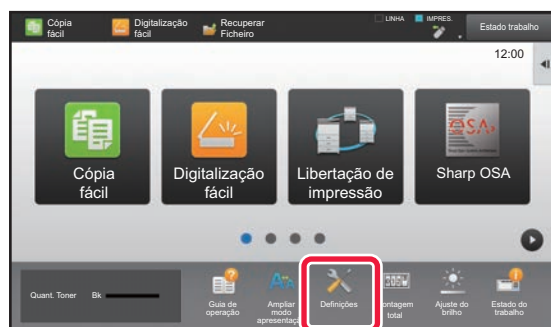 Cópia
fácil
Digitalização
fácil
Recuperar
Ficheiro
LINHA
IMPRES.
Estado trabalho
12:00
Cópia
fácil
Digitalização
fácil
Libertação de
impressão
Sharp OSA
Quant. Toner Bk
Guia de
operação
Ampliar
modo
apresentação
Definições
total
Ajuste do
brilho
Estado do
trabalho